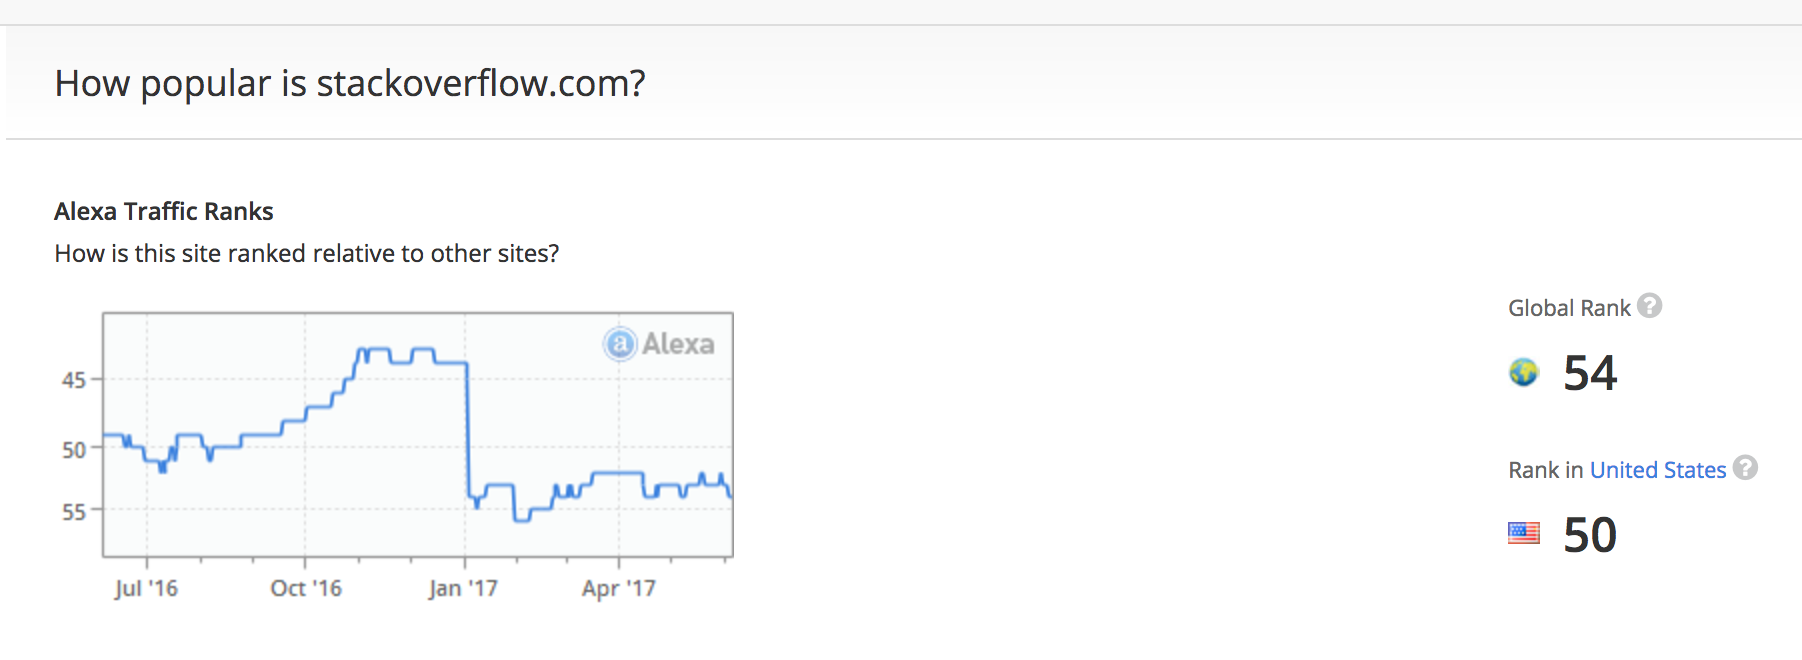 How popular is stackoverflow.com?
Alexa Traffic Ranks
How is this site ranked relative to other sites?
a Alexa
45
50
55
Jul '16 Oct '16 Jan '17 Apr '17
Global Rank ?
54
Rank in United States ?
50